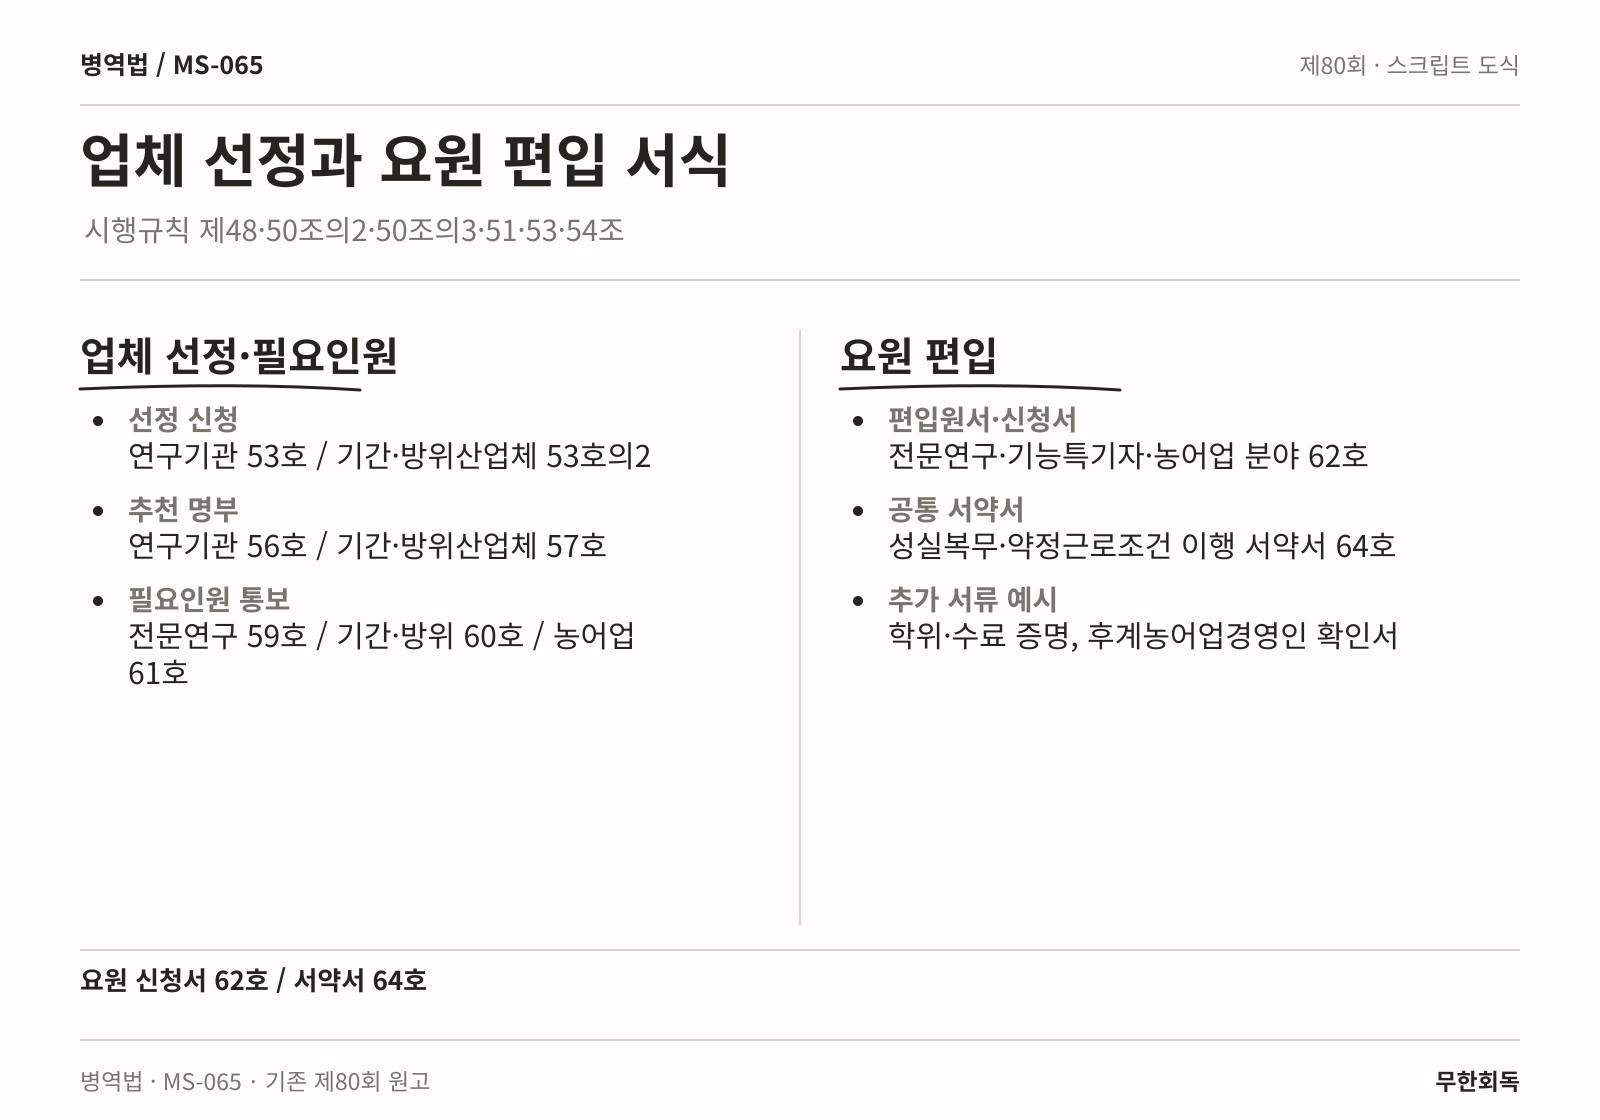 병역법 / MS-065
제80회 · 스크립트 도식
업체 선정과 요원 편입 서식
시행규칙 제48·50조의2·50조의3·51·53·54조
업체 선정·필요인원
• 선정 신청
연구기관 53호 / 기간·방위산업체 53호의2
• 추천 명부
연구기관 56호 / 기간·방위산업체 57호
• 필요인원 통보
전문연구 59호 / 기간·방위 60호 / 농어업
61호
요원 편입
• 편입원서·신청서
전문연구·기능특기자·농어업 분야 62호
• 공통 서약서
성실복무·약정근로조건 이행 서약서 64호
• 추가 서류 예시
학위·수료 증명, 후계농어업경영인 확인서
요원 신청서 62호 / 서약서 64호
병역법 · MS-065 · 기존 제80회 원고
무한회독